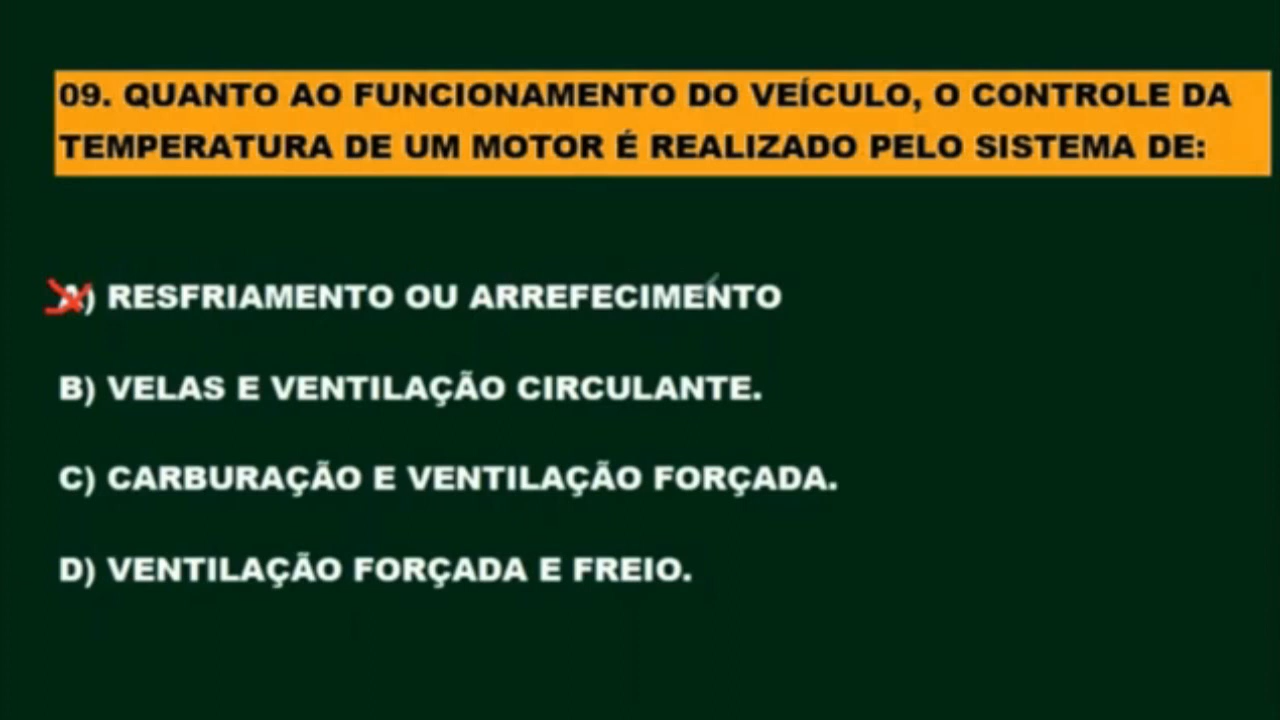 09. QUANTO AO FUNCIONAMENTO DO VEÍCULO, O CONTROLE DA
TEMPERATURA DE UM MOTOR É REALIZADO PELO SISTEMA DE:
A) RESFRIAMENTO OU ARREFECIMENTO
B) VELAS E VENTILAÇÃO CIRCULANTE.
C) CARBURAÇÃO E VENTILAÇÃO FORÇADA.
D) VENTILAÇÃO FORÇADA E FREIO.